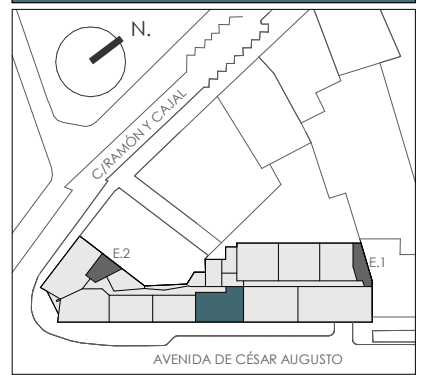 N.
C/RAMÓN Y CAJAL
E.2
E.1
AVENIDA DE CÉSAR AUGUSTO